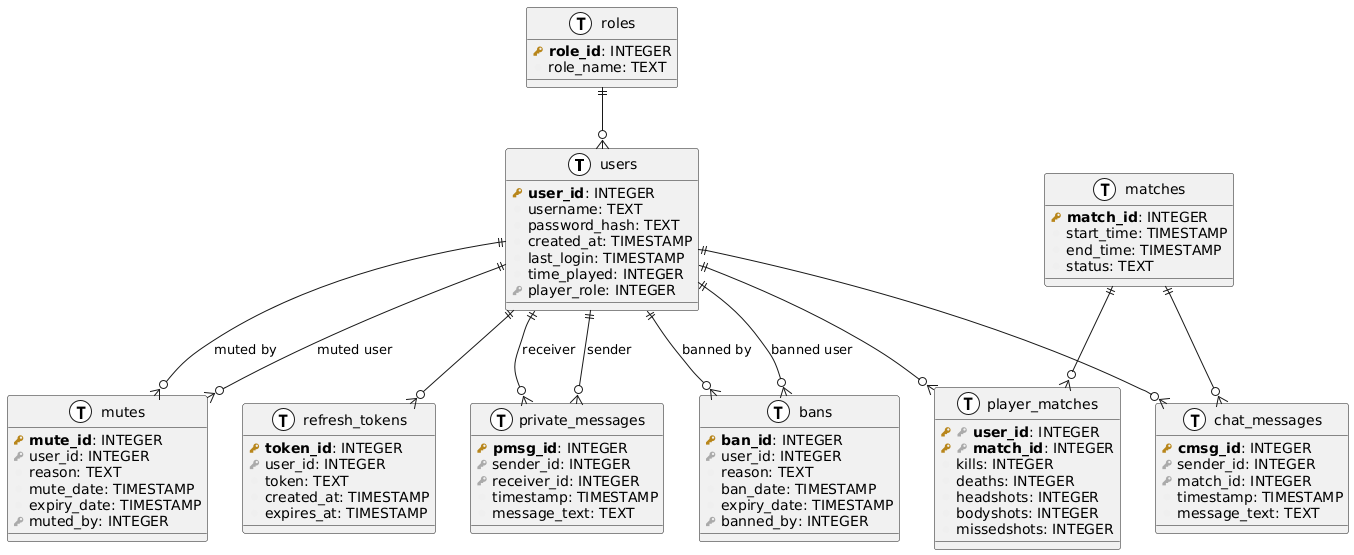 T roles
role_id: INTEGER
role_name: TEXT
T users
user_id: INTEGER
username: TEXT
password_hash: TEXT
created_at: TIMESTAMP
last_login: TIMESTAMP
time_played: INTEGER
player_role: INTEGER
T matches
match_id: INTEGER
start_time: TIMESTAMP
end_time: TIMESTAMP
status: TEXT
muted by
muted user
receiver
sender
banned by
banned user
T mutes
mute_id: INTEGER
user_id: INTEGER
reason: TEXT
mute_date: TIMESTAMP
expiry_date: TIMESTAMP
muted_by: INTEGER
T refresh_tokens
token_id: INTEGER
user_id: INTEGER
token: TEXT
created_at: TIMESTAMP
expires_at: TIMESTAMP
T private_messages
pmsg_id: INTEGER
sender_id: INTEGER
receiver_id: INTEGER
timestamp: TIMESTAMP
message_text: TEXT
T bans
ban_id: INTEGER
user_id: INTEGER
reason: TEXT
ban_date: TIMESTAMP
expiry_date: TIMESTAMP
banned_by: INTEGER
T player_matches
user_id: INTEGER
match_id: INTEGER
kills: INTEGER
deaths: INTEGER
headshots: INTEGER
bodyshots: INTEGER
missedshots: INTEGER
T chat_messages
cmsg_id: INTEGER
sender_id: INTEGER
match_id: INTEGER
timestamp: TIMESTAMP
message_text: TEXT